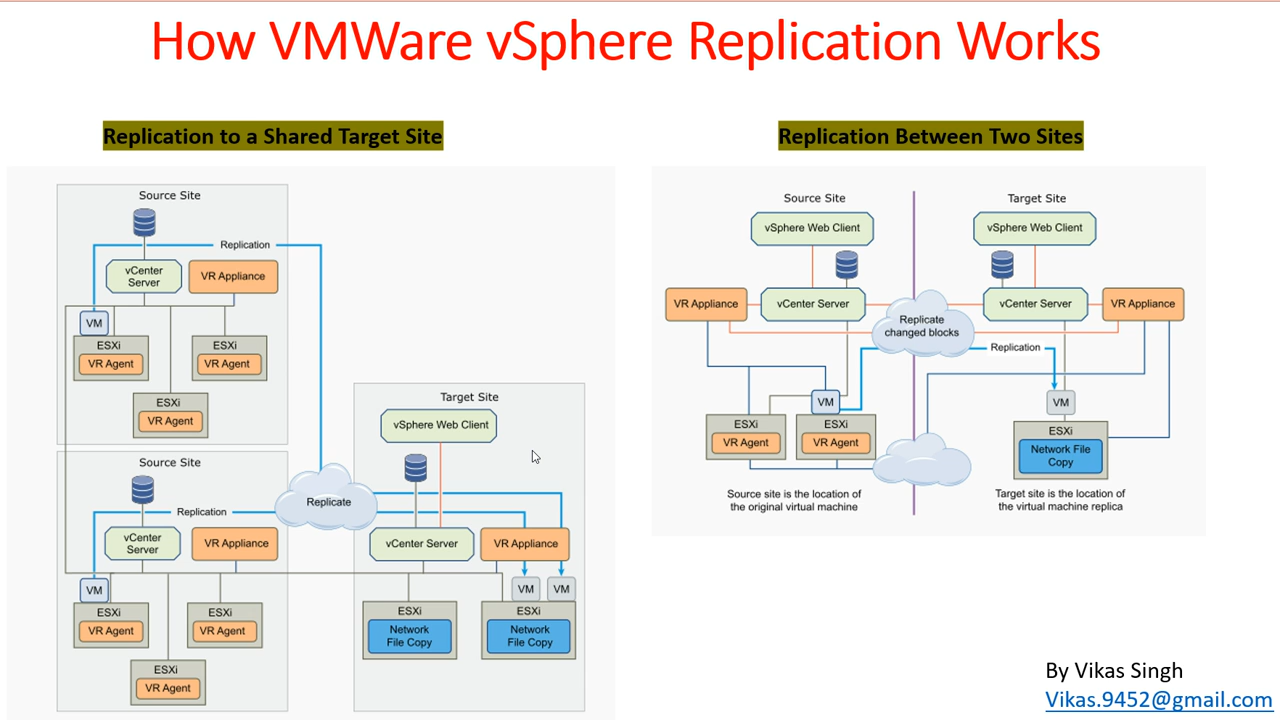 How VMWare vSphere Replication Works
Replication to a Shared Target Site
Source Site
Replication
vCenter
Server
VR Appliance
VM
ESXi
VR Agent
ESXi
VR Agent
ESXi
VR Agent
Source Site
Replication
vCenter
Server
VR Appliance
VM
ESXi
VR Agent
ESXi
VR Agent
ESXi
VR Agent
Replicate
Target Site
vSphere Web Client
vCenter Server
VR Appliance
VM
VM
ESXi
Network
File Copy
ESXi
Network
File Copy
Replication Between Two Sites
Source Site
vSphere Web Client
VR Appliance
vCenter Server
Replicate
changed blocks
VM
ESXi
VR Agent
ESXi
VR Agent
Source site is the location of
the original virtual machine
Target Site
vSphere Web Client
vCenter Server
VR Appliance
Replication
VM
ESXi
Network File
Copy
Target site is the location of
the virtual machine replica
By Vikas Singh
Vikas.9452@gmail.com